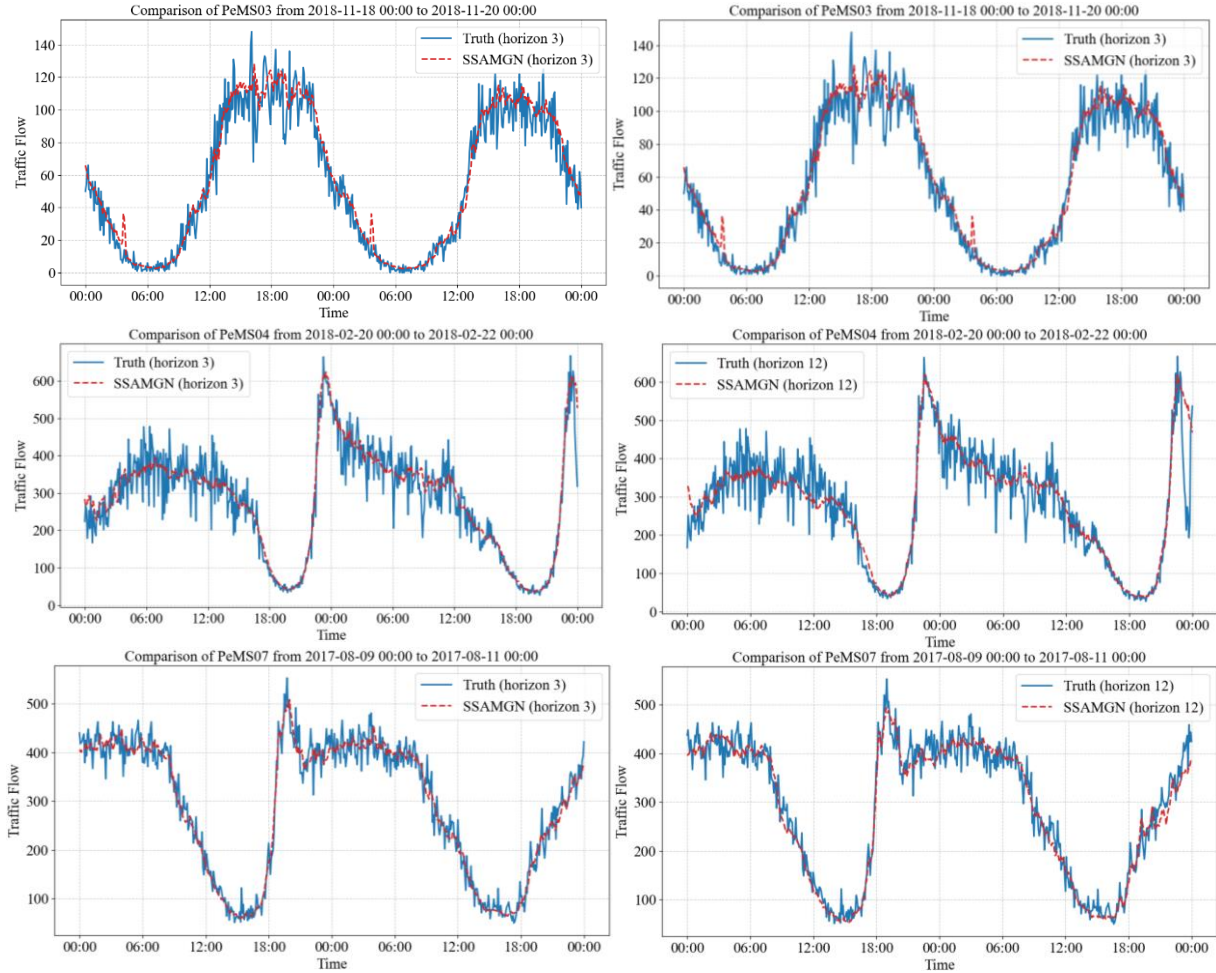 Comparison of PeMS03 from 2018-11-18 00:00 to 2018-11-20 00:00
Truth (horizon 3)
SSAMGN (horizon 3)
Traffic Flow
140
120
100
80
60
40
20
0
00:00 06:00 12:00 18:00 00:00 06:00 12:00 18:00 00:00
Time
Comparison of PeMS03 from 2018-11-18 00:00 to 2018-11-20 00:00
Truth (horizon 3)
SSAMGN (horizon 3)
Traffic Flow
140
120
100
80
60
40
20
0
00:00 06:00 12:00 18:00 00:00 06:00 12:00 18:00 00:00
Time
Comparison of PeMS04 from 2018-02-20 00:00 to 2018-02-22 00:00
Truth (horizon 3)
SSAMGN (horizon 3)
Traffic Flow
600
500
400
300
200
100
0
00:00 06:00 12:00 18:00 00:00 06:00 12:00 18:00 00:00
Time
Comparison of PeMS04 from 2018-02-20 00:00 to 2018-02-22 00:00
Truth (horizon 12)
SSAMGN (horizon 12)
Traffic Flow
600
500
400
300
200
100
0
00:00 06:00 12:00 18:00 00:00 06:00 12:00 18:00 00:00
Time
Comparison of PeMS07 from 2017-08-09 00:00 to 2017-08-11 00:00
Truth (horizon 3)
SSAMGN (horizon 3)
Traffic Flow
500
400
300
200
100
00:00 06:00 12:00 18:00 00:00 06:00 12:00 18:00 00:00
Time
Comparison of PeMS07 from 2017-08-09 00:00 to 2017-08-11 00:00
Truth (horizon 12)
SSAMGN (horizon 12)
Traffic Flow
500
400
300
200
100
00:00 06:00 12:00 18:00 00:00 06:00 12:00 18:00 00:00
Time